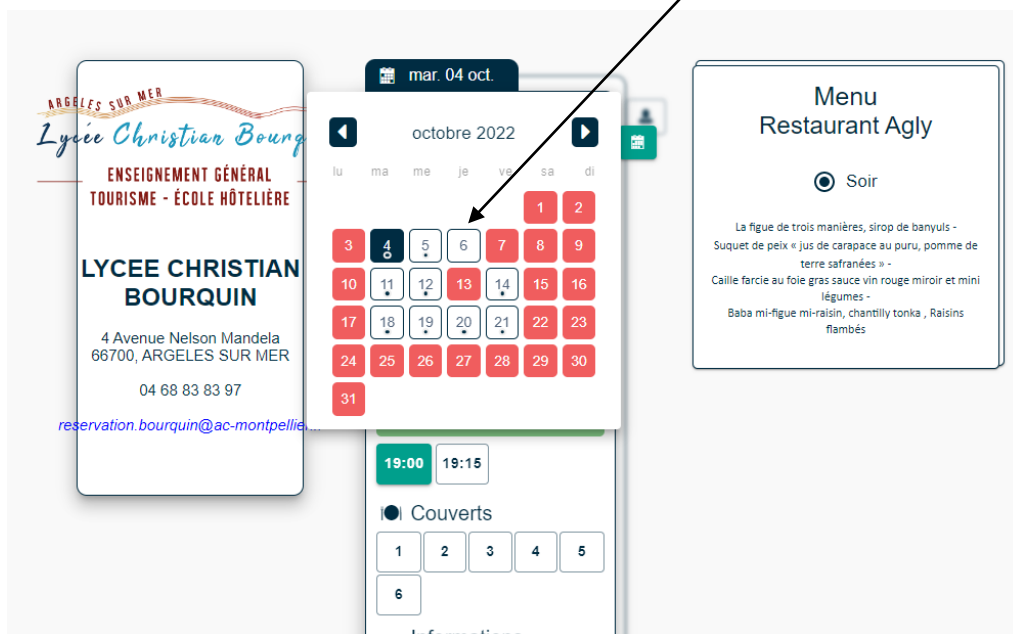 ARGELES SUR MER
Lycée Christian Bourq
ENSEIGNEMENT GÉNÉRAL
TOURISME - ÉCOLE HÔTELIÈRE
LYCEE CHRISTIAN
BOURQUIN
4 Avenue Nelson Mandela
66700, ARGELES SUR MER
04 68 83 83 97
reservation.bourquin@ac-montpellier.
mar. 04 oct.
octobre 2022
lu ma me je ve sa di
1 2
3 4 5 6 7 8 9
10 11 12 13 14 15 16
17 18 19 20 21 22 23
24 25 26 27 28 29 30
31
19:00 19:15
Couverts
1 2 3 4 5
6
Informations
Menu
Restaurant Agly
Soir
La figue de trois manières, sirop de banyuls -
Suquet de peix « jus de carapace au puru, pomme de
terre safranées » -
Caille farcie au foie gras sauce vin rouge miroir et mini
légumes -
Baba mi-figue mi-raisin, chantilly tonka , Raisins
flambés